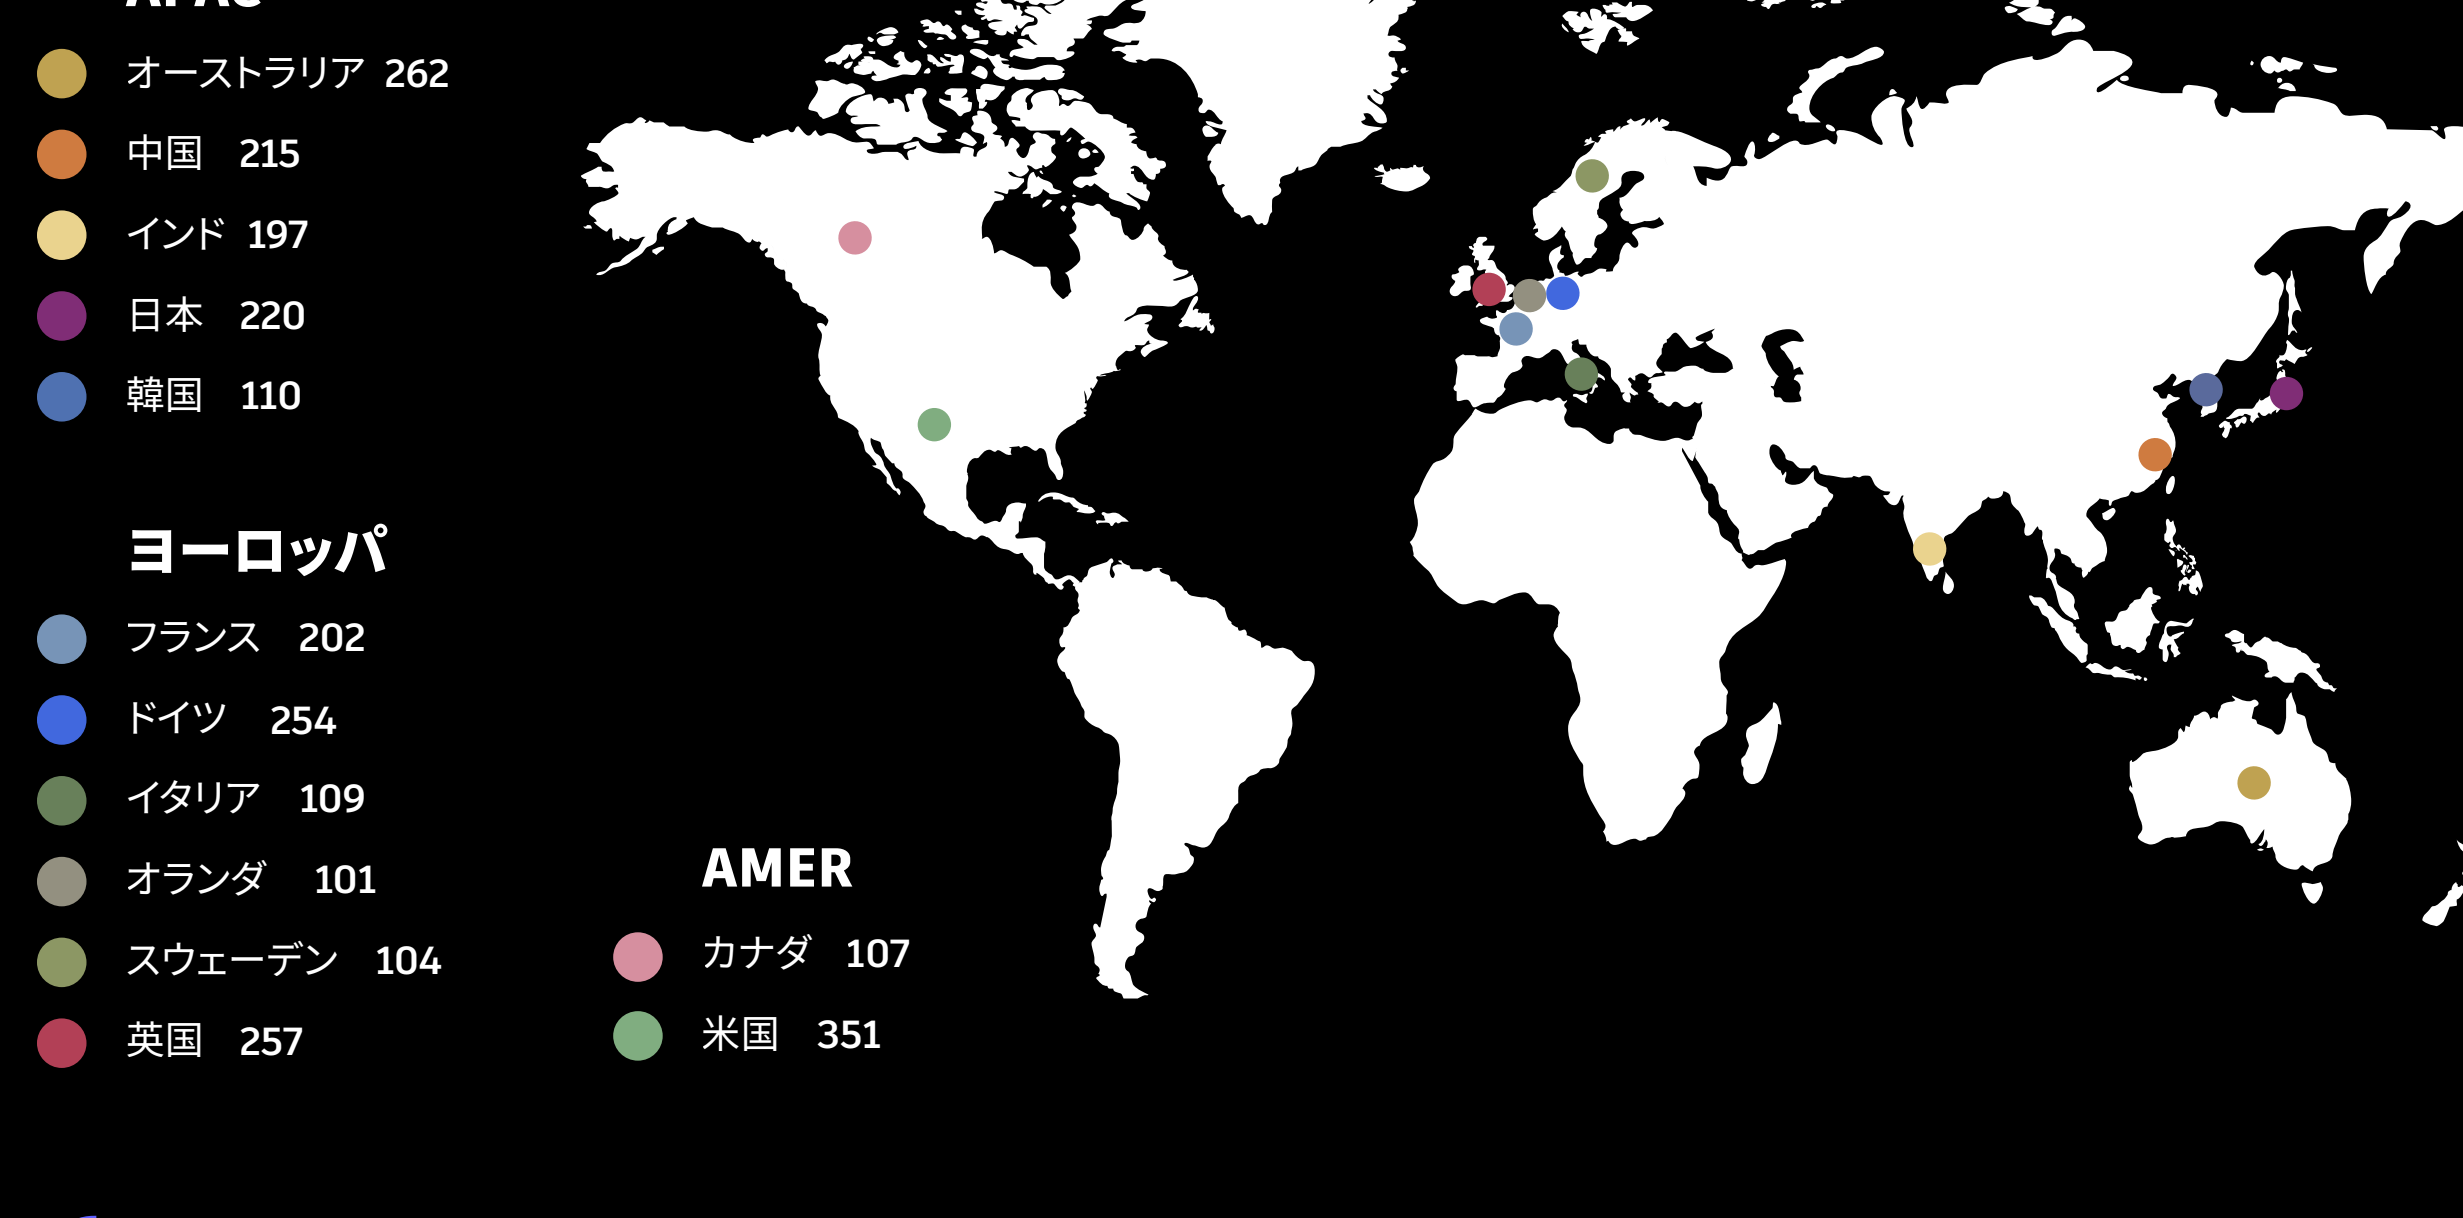 APAC
オーストラリア 262
中国 215
インド 197
日本 220
韓国 110
ヨーロッパ
フランス 202
ドイツ 254
イタリア 109
オランダ 101
スウェーデン 104
英国 257
AMER
カナダ 107
米国 351